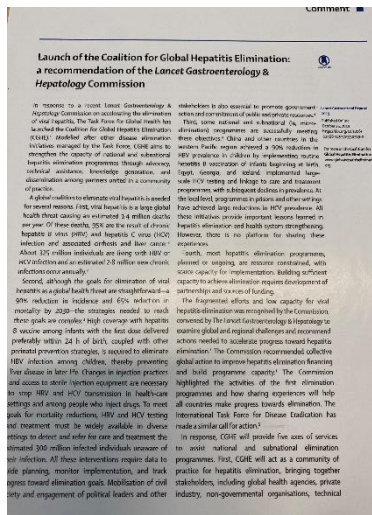 Comment
Launch of the Coalition for Global Hepatitis Elimination:
a recommendation of the Lancet Gastroenterology &
Hepatology Commission
In response to a recent Lancet Gastroenterology &
Hepatology Commission on accelerating the elimination
of viral hepatitis, The Task Force for Global Health has
launched the Coalition for Global Hepatitis Elimination
(CGHE). Modelled after other disease elimination
initiatives managed by the Task Force, CGHE aims to
strengthen the capacity of national and subnational
hepatitis elimination programmes through advocacy,
technical assistance, knowledge generation, and
dissemination among partners united in a community
of practice.
A global coalition to eliminate viral hepatitis is needed
for several reasons. First, viral hepatitis is a large global
health threat causing an estimated 1·4 million deaths
per year. Of these deaths, 95% are the result of chronic
hepatitis B virus (HBV) and hepatitis C virus (HCV)
infection and associated cirrhosis and liver cancer.
About 325 million individuals are living with HBV or
HCV infection and an estimated 2·8 million new chronic
infections occur annually.
Second, although the goals for elimination of viral
hepatitis as a global health threat are straightforward—a
90% reduction in incidence and 65% reduction in
mortality by 2030—the strategies needed to reach
these goals are complex. High coverage with hepatitis
B vaccine among infants with the first dose delivered
preferably within 24 h of birth, coupled with other
perinatal prevention strategies, is required to eliminate
HBV infection among children, thereby preventing
liver disease in later life. Changes in injection practices
and access to sterile injection equipment are necessary
to stop HBV and HCV transmission in health-care
settings and among people who inject drugs. To meet
goals for mortality reductions, HBV and HCV testing
and treatment must be widely available in diverse
settings to detect and refer for care and treatment the
estimated 300 million infected individuals unaware of
their infection. All these interventions require data to
guide planning, monitor implementation, and track
progress toward elimination goals. Mobilisation of civil
society and engagement of political leaders and other
stakeholders is also essential to promote government
action and commitments of public and private resources.
Third, some national and subnational (ie, micro-
elimination) programmes are successfully meeting
these objectives. China and other countries in the
western Pacific region achieved a 90% reduction in
HBV prevalence in children by implementing routine
hepatitis B vaccination of infants beginning at birth.
Egypt, Georgia, and Iceland implemented large-
scale HCV testing and linkage to care and treatment
programmes, with subsequent declines in prevalence. At
the local level, programmes in prisons and other settings
have achieved large reductions in HCV prevalence. All
these initiatives provide important lessons learned in
hepatitis elimination and health system strengthening.
However, there is no platform for sharing these
experiences.
Fourth, most hepatitis elimination programmes,
planned or ongoing, are resource constrained, with
scarce capacity for implementation. Building sufficient
capacity to achieve elimination requires development of
partnerships and sources of funding.
The fragmented efforts and low capacity for viral
hepatitis elimination was recognised by the Commission
convened by The Lancet Gastroenterology & Hepatology to
examine global and regional challenges and recommend
actions needed to accelerate progress toward hepatitis
elimination. The Commission recommended collective
global action to improve hepatitis elimination financing
and build programme capacity. The Commission
highlighted the activities of the first elimination
programmes and how sharing experiences will help
all countries make progress towards elimination. The
International Task Force for Disease Eradication has
made a similar call for action.
In response, CGHE will provide five axes of services
to assist national and subnational elimination
programmes. First, CGHE will act as a community of
practice for hepatitis elimination, bringing together
stakeholders, including global health agencies, private
industry, non-governmental organisations, technical